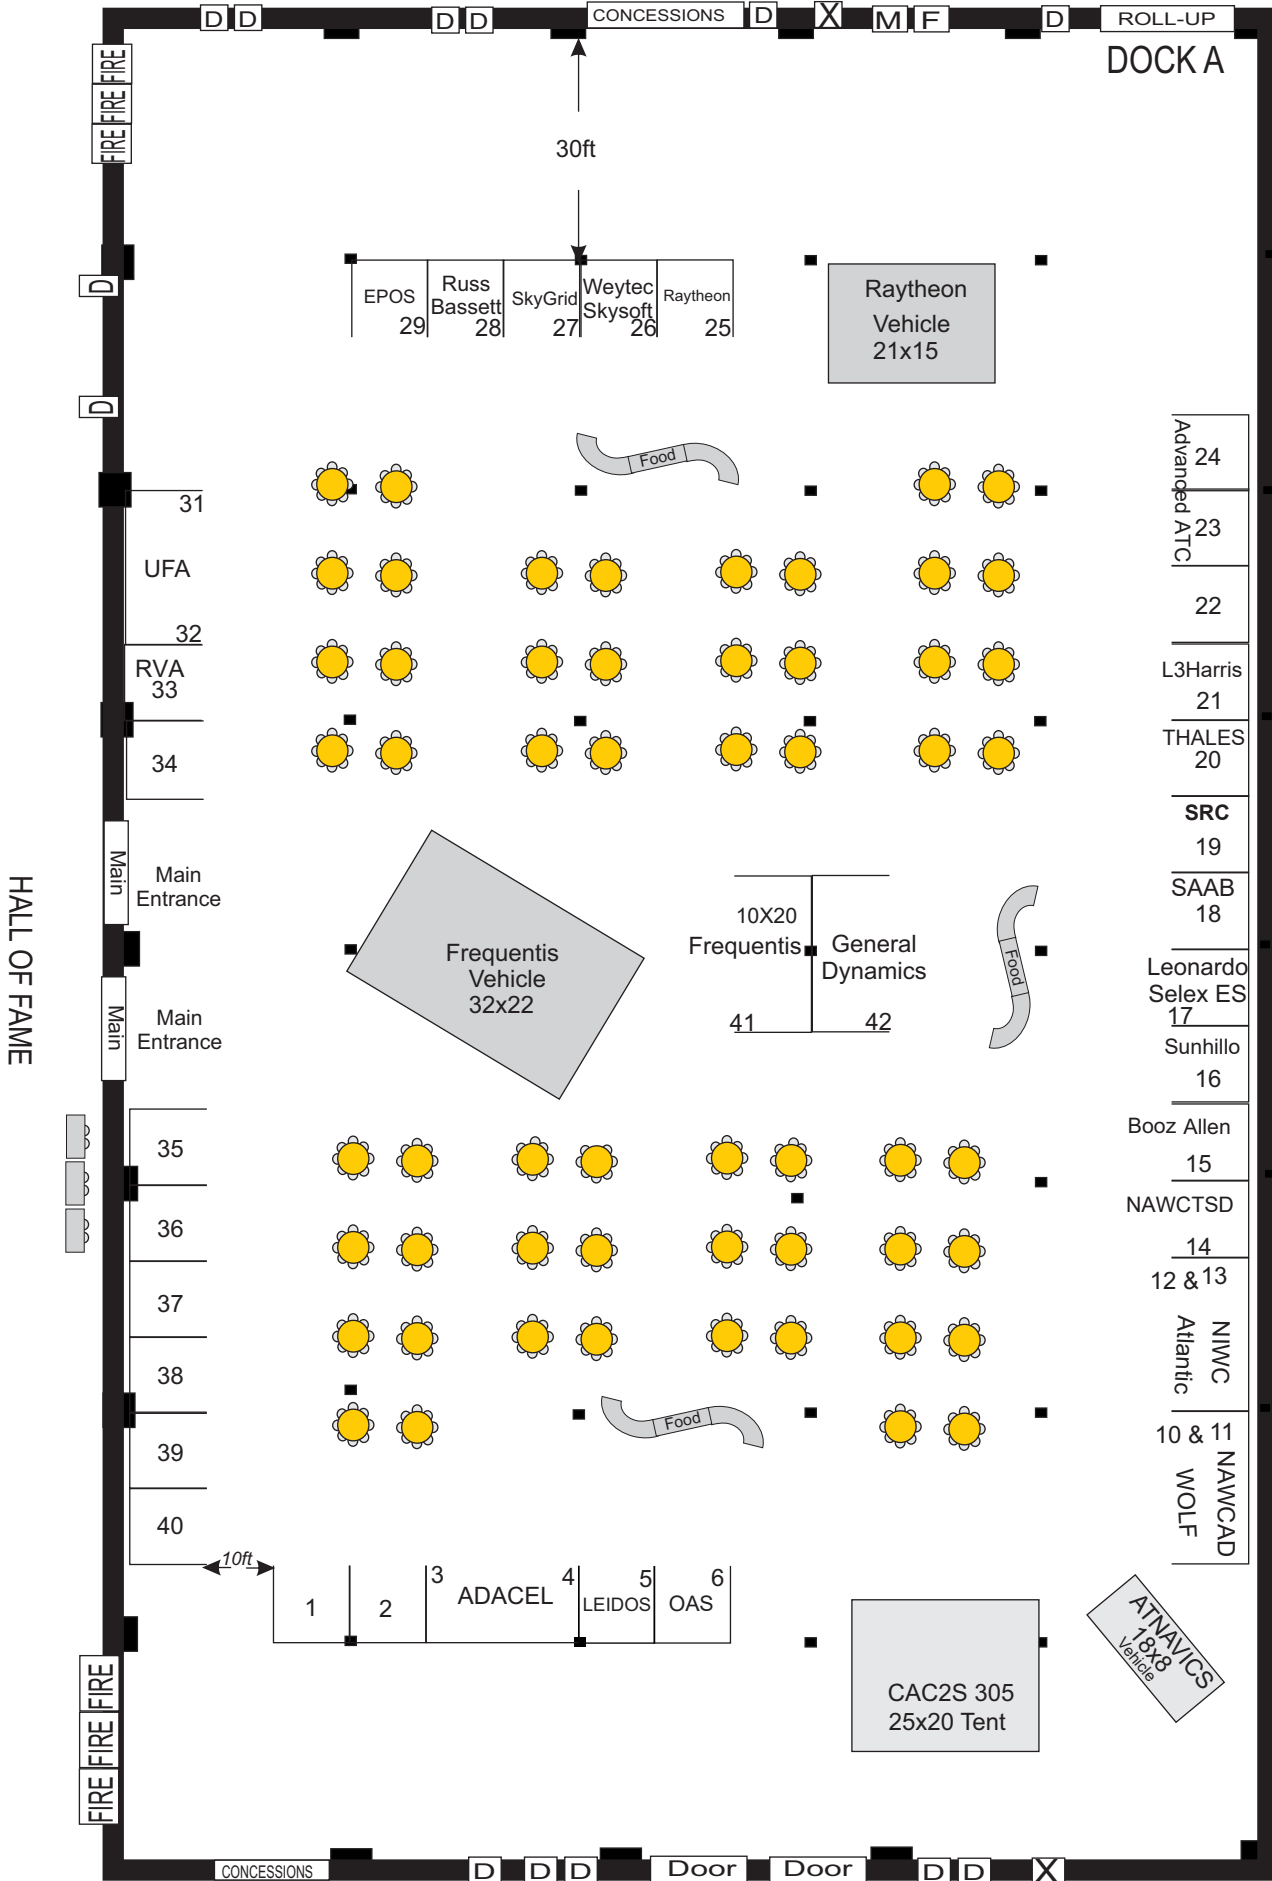 D D
D D
CONCESSIONS
D
X
M F
D
ROLL-UP
DOCK A
FIRE
FIRE
FIRE
30ft
D
D
EPOS
29
Russ
Bassett
28
SkyGrid
27
Weytec
Skysoft
26
Raytheon
25
Raytheon
Vehicle
21x15
Food
Advanced ATC
24
23
22
31
UFA
32
RVA
33
34
L3Harris
21
THALES
20
SRC
19
SAAB
18
Leonardo
Selex ES
17
Sunhillo
16
Main
Main
Entrance
Main
Main
Entrance
HALL OF FAME
Frequentis
Vehicle
32x22
10X20
Frequentis
41
General
Dynamics
42
Food
35
36
37
38
39
40
Booz Allen
15
NAWCTSD
14
12 & 13
NIWC
Atlantic
10 & 11
NAWCAD
WOLF
Food
10ft
1
2
3
ADACEL
4
5
LEIDOS
6
OAS
CAC2S 305
25x20 Tent
ATNAVICS
18x8
Vehicle
FIRE
FIRE
FIRE
CONCESSIONS
D
D D
Door
Door
D D
X